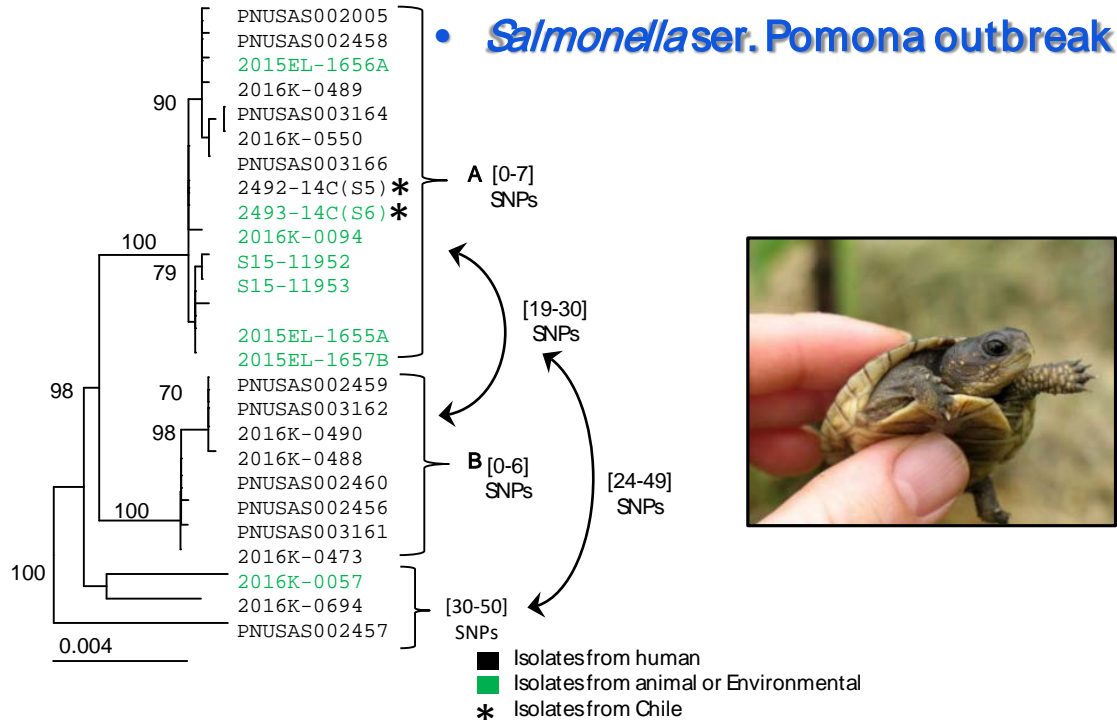 • Salmonella ser. Pomona outbreak
PNUSAS002005
PNUSAS002458
2015EL-1656A
2016K-0489
90
PNUSAS003164
2016K-0550
PNUSAS003166
A [0-7]
SNPs
2492-14C(S5)*
2493-14C(S6)*
2016K-0094
100
S15-11952
79
S15-11953
[19-30]
SNPs
2015EL-1655A
2015EL-1657B
98
70
PNUSAS002459
PNUSAS003162
98
2016K-0490
2016K-0488
B [0-6]
SNPs
PNUSAS002460
[24-49]
SNPs
PNUSAS002456
100
PNUSAS003161
2016K-0473
100
2016K-0057
2016K-0694
[30-50]
SNPs
PNUSAS002457
0.004
Isolates from human
Isolates from animal or Environmental
* Isolates from Chile